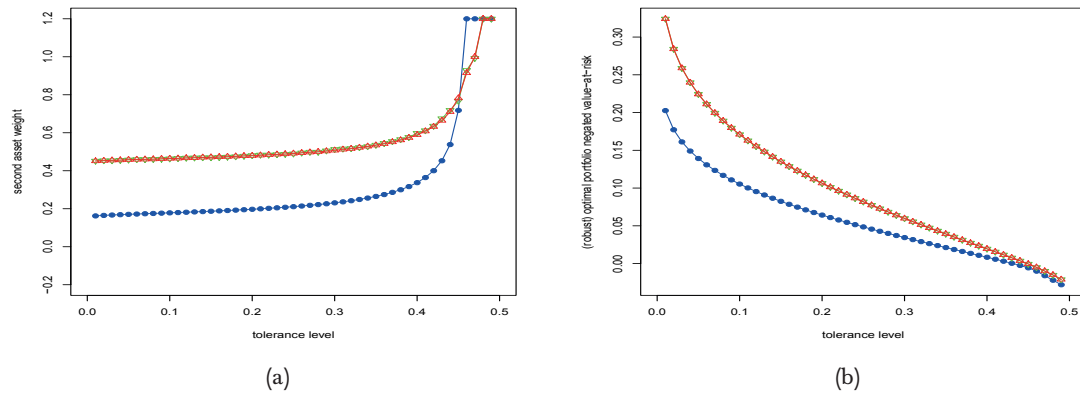 1.2
1.0
0.8
0.6
0.4
0.2
0.0
−0.2
second asset weight
0.0 0.1 0.2 0.3 0.4 0.5
tolerance level
(a)
0.30
0.25
0.20
0.15
0.10
0.05
0.00
(robust) optimal portfolio negated value−at−risk
0.0 0.1 0.2 0.3 0.4 0.5
tolerance level
(b)